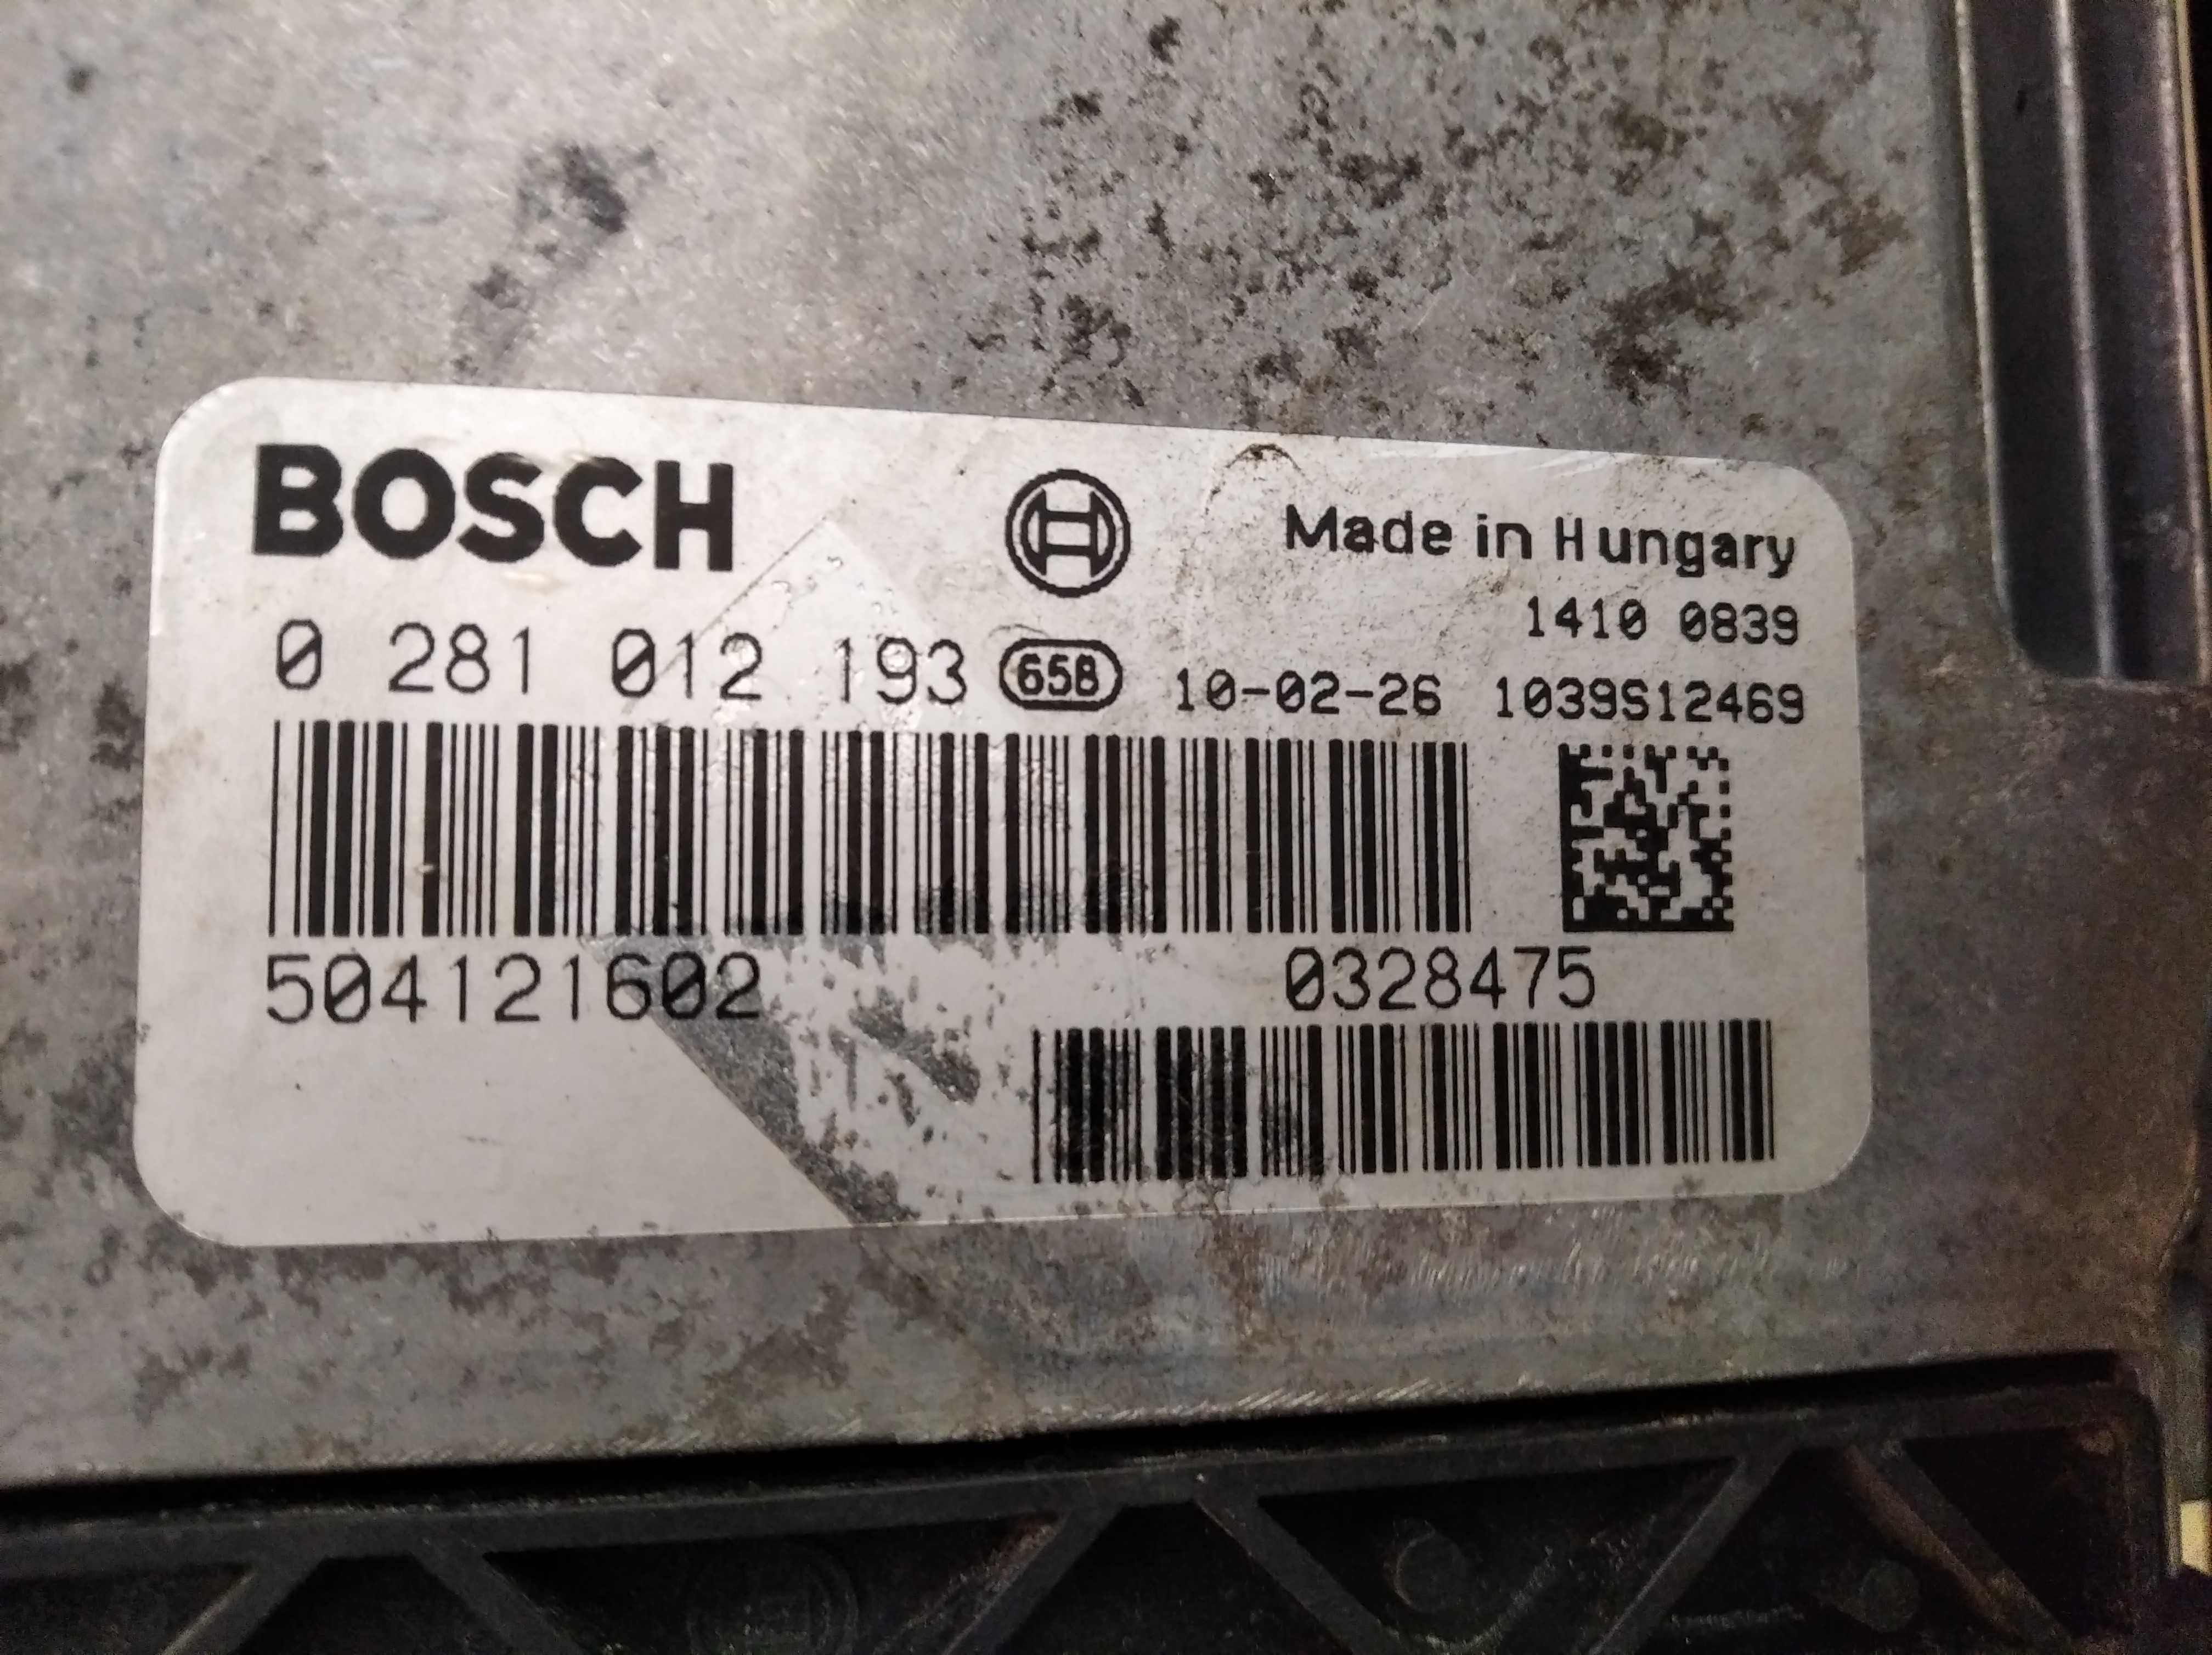 BOSCH
Made in Hungary
1410 0839
0 281 012 193 658 10-02-26 1039S12469
504121602 0328475